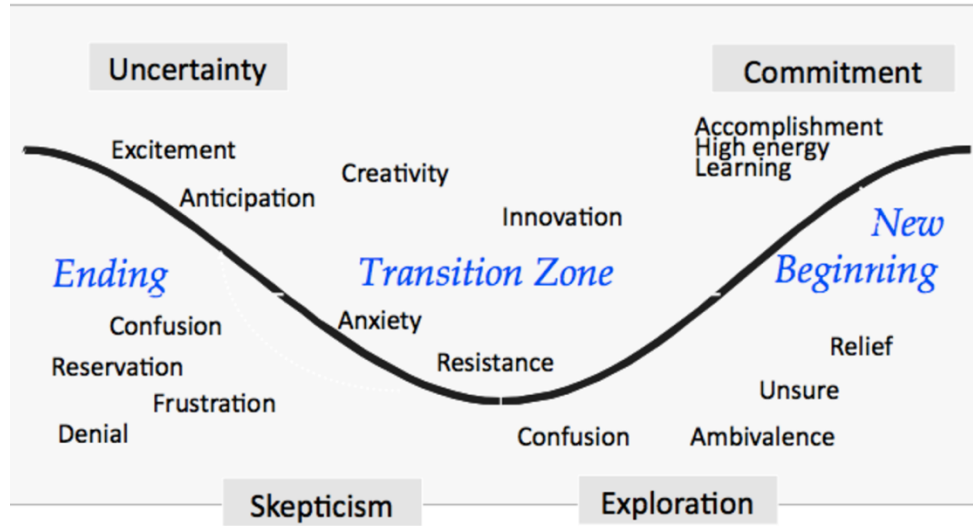 Uncertainty
Commitment
Excitement
Anticipation
Creativity
Innovation
Accomplishment
High energy
Learning
Ending
Transition Zone
New
Beginning
Confusion
Reservation
Frustration
Denial
Anxiety
Resistance
Confusion
Relief
Unsure
Ambivalence
Skepticism
Exploration